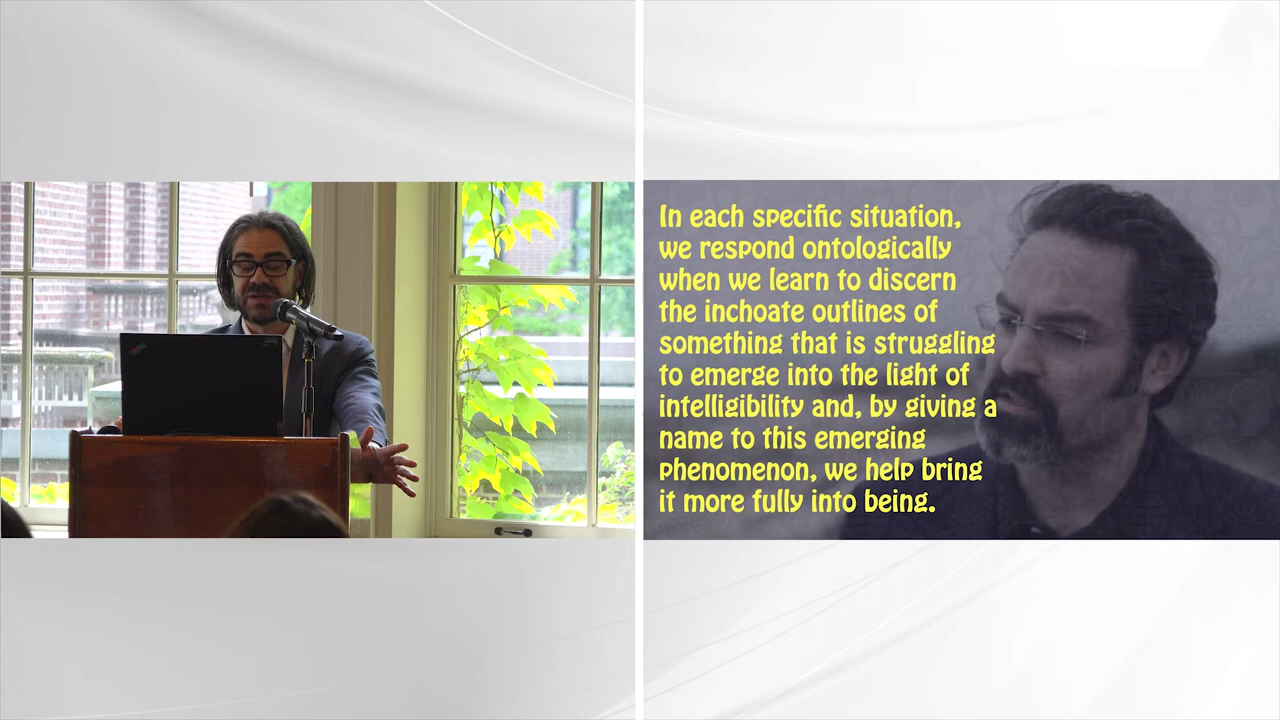 In each specific situation,
we respond ontologically
when we learn to discern
the inchoate outlines of
something that is struggling
to emerge into the light of
intelligibility and, by giving a
name to this emerging
phenomenon, we help bring
it more fully into being.